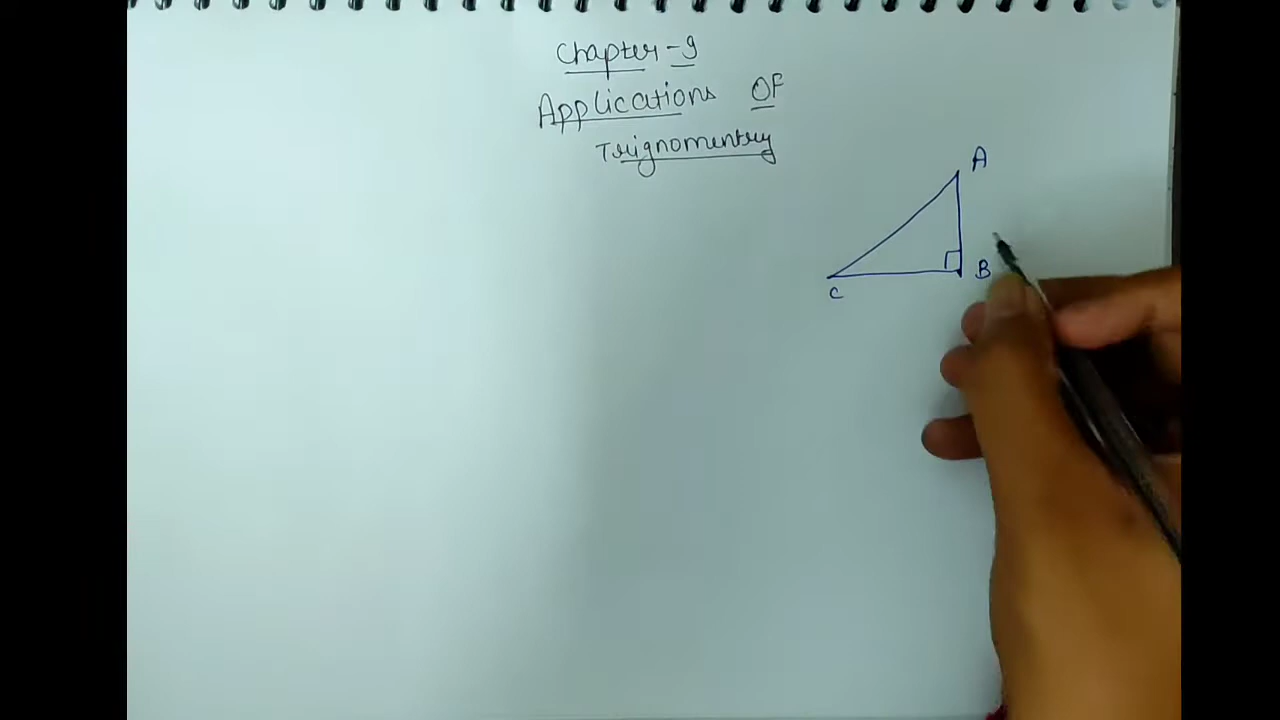 Chapter - 9
Applications OF
Trignomentry
A
B
C